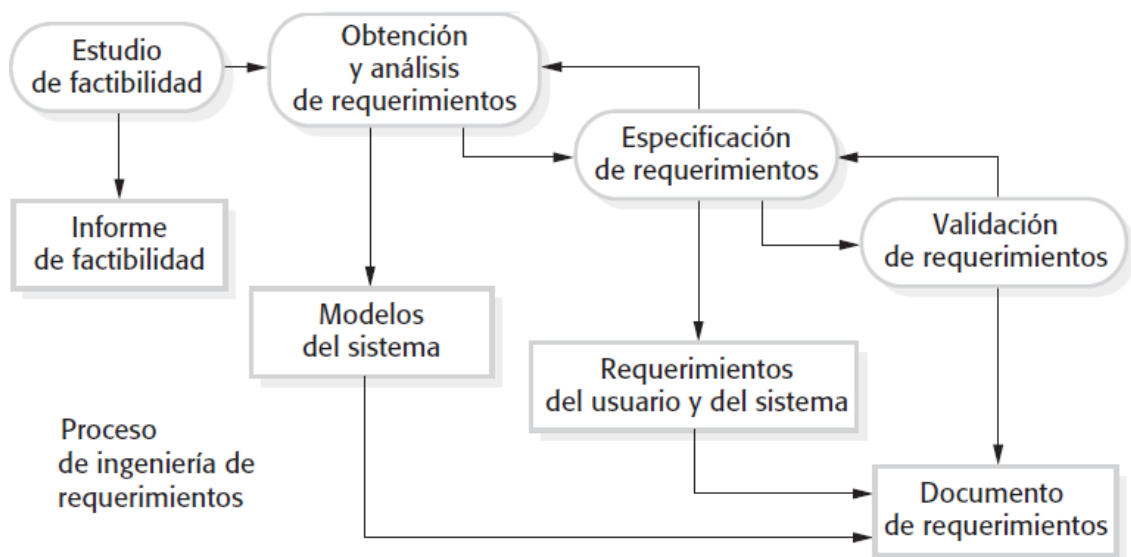 Estudio
de factibilidad
Obtención
y análisis
de requerimientos
Especificación
de requerimientos
Informe
de factibilidad
Validación
de requerimientos
Modelos
del sistema
Requerimientos
del usuario y del sistema
Proceso
de ingeniería de
requerimientos
Documento
de requerimientos